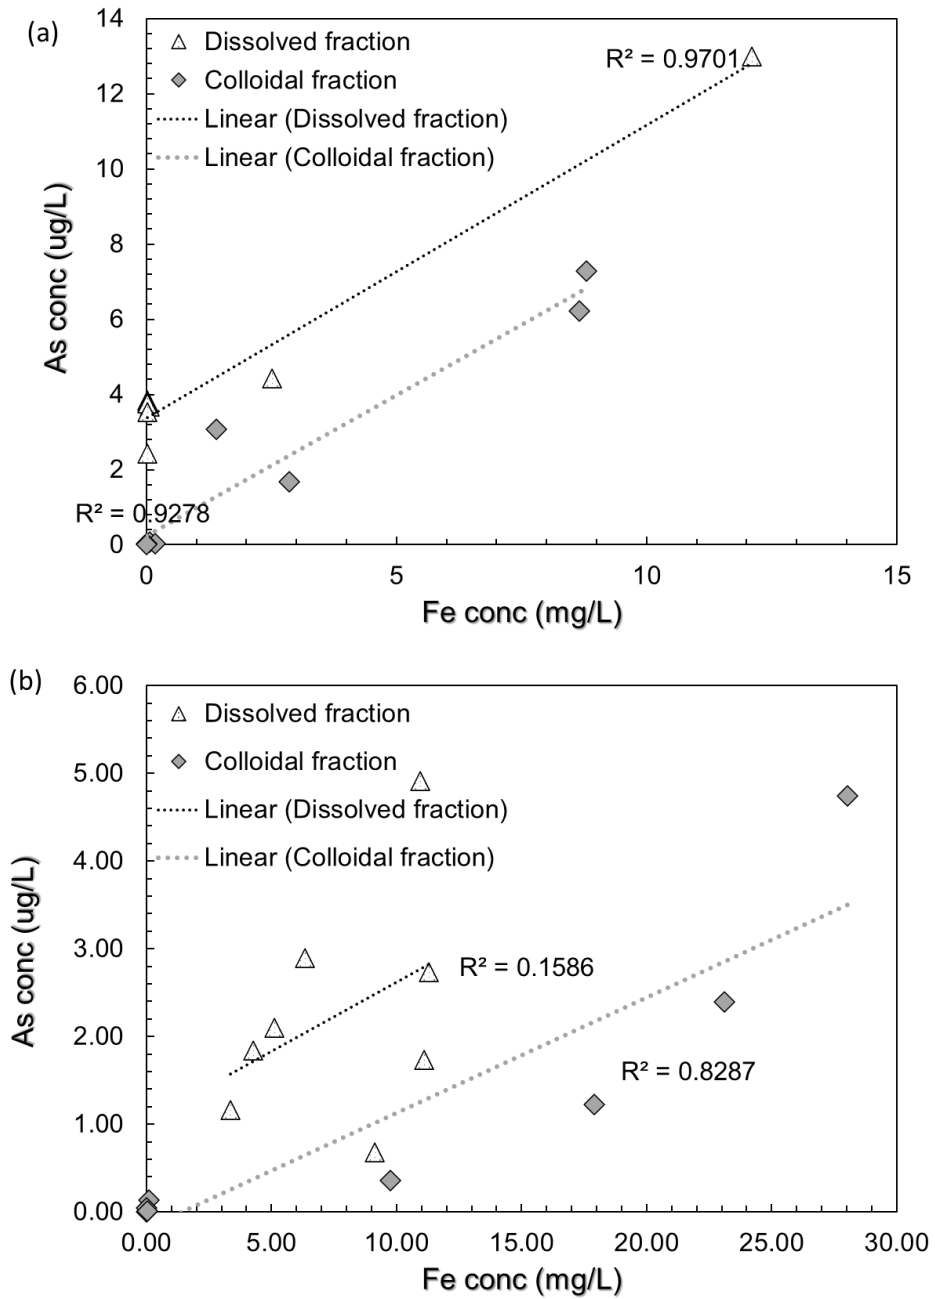 (a)
14
12
10
8
6
4
2
0
Dissolved fraction
Colloidal fraction
Linear (Dissolved fraction)
Linear (Colloidal fraction)
R² = 0.9701
R² = 0.9278
As conc (ug/L)
0 5 10 15
Fe conc (mg/L)
(b)
6.00
5.00
4.00
3.00
2.00
1.00
0.00
Dissolved fraction
Colloidal fraction
Linear (Dissolved fraction)
Linear (Colloidal fraction)
R² = 0.1586
R² = 0.8287
As conc (ug/L)
0.00 5.00 10.00 15.00 20.00 25.00 30.00
Fe conc (mg/L)